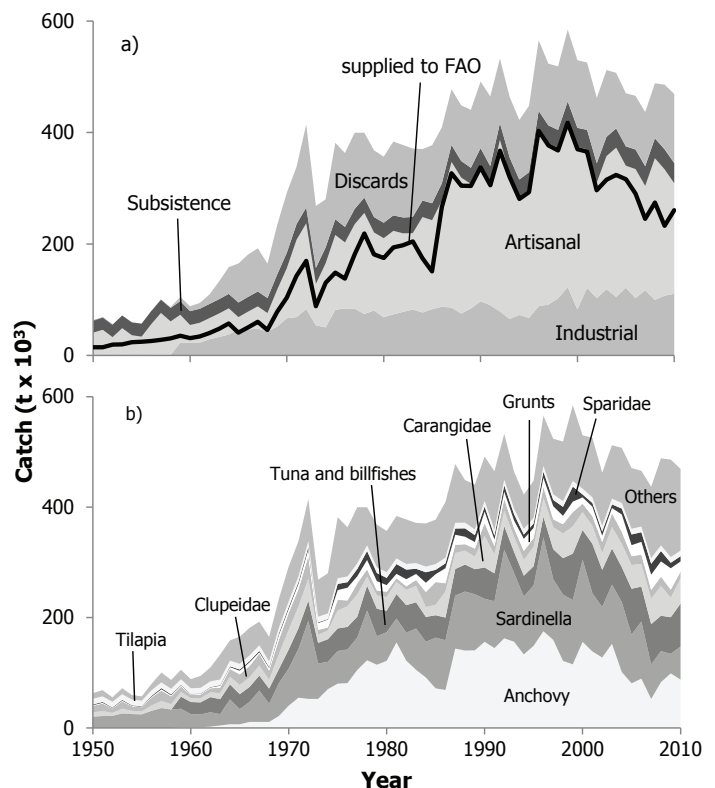 600
a)
supplied to FAO
400
Discards
Subsistence
200
Artisanal
Industrial
0
Catch (t x 10³)
600
b)
Grunts
Sparidae
Carangidae
Tuna and billfishes
Others
400
Clupeidae
200
Tilapia
Sardinella
Anchovy
0
1950 1960 1970 1980 1990 2000 2010
Year